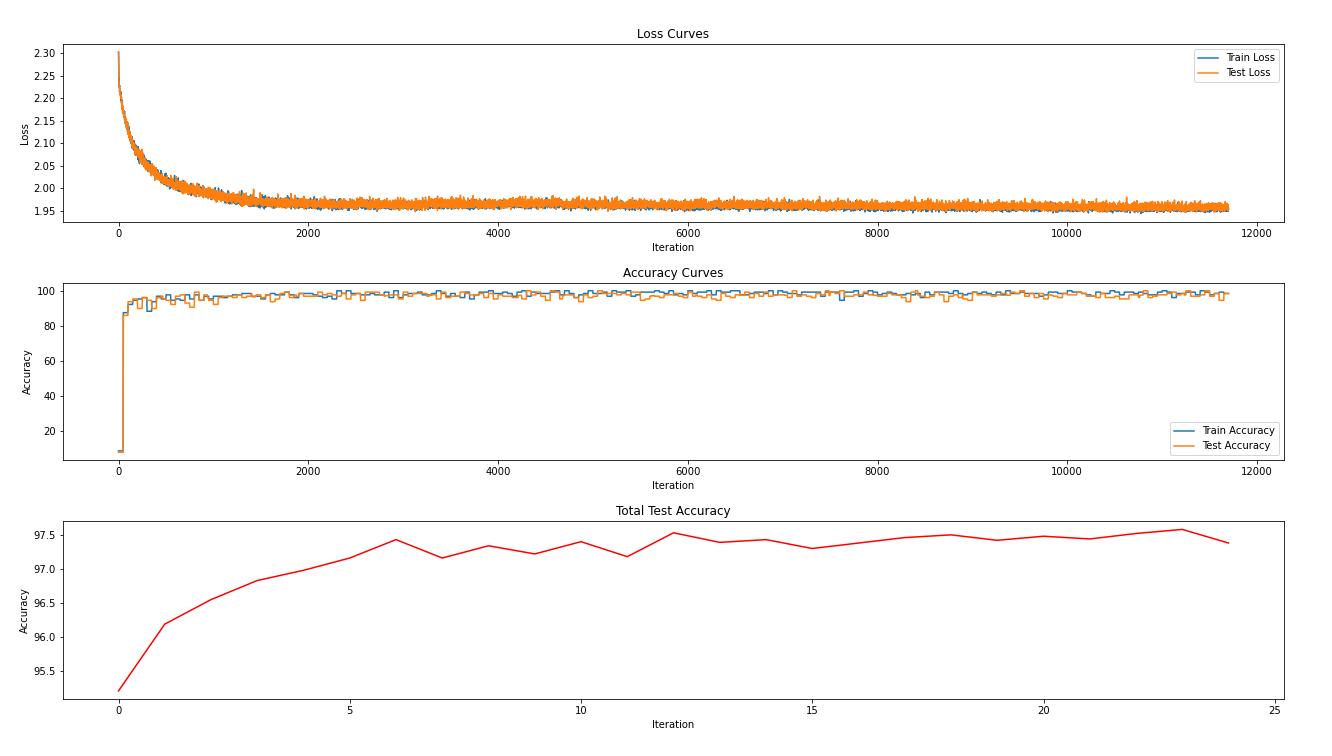 Loss Curves
2.30
2.25
2.20
2.15
2.10
2.05
2.00
1.95
Loss
Train Loss
Test Loss
0 2000 4000 6000 8000 10000 12000
Iteration
Accuracy Curves
100
80
60
40
20
Accuracy
Train Accuracy
Test Accuracy
0 2000 4000 6000 8000 10000 12000
Iteration
Total Test Accuracy
97.5
97.0
96.5
96.0
95.5
Accuracy
0 5 10 15 20 25
Iteration